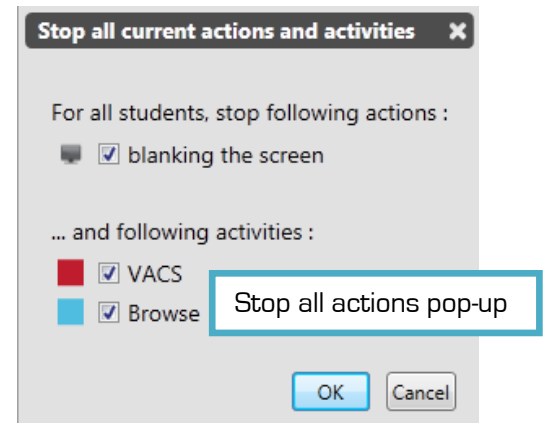 Stop all current actions and activities
For all students, stop following actions :
blanking the screen
... and following activities :
VACS
Browse
Stop all actions pop-up
OK
Cancel